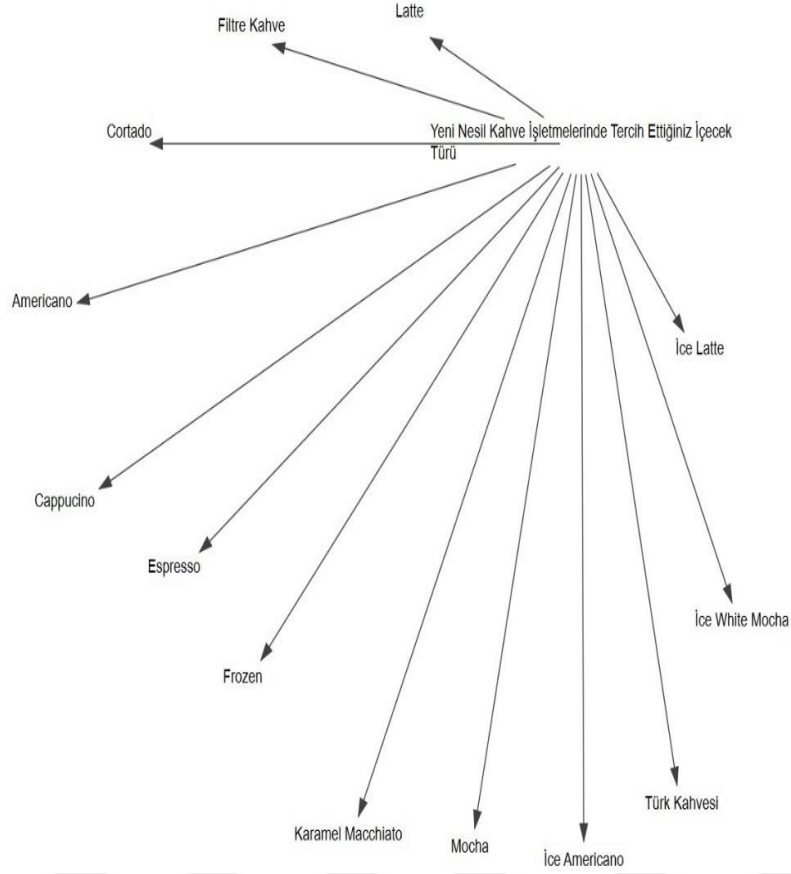 Latte
Filtre Kahve
Cortado
Yeni Nesil Kahve İşletmelerinde Tercih Ettiğiniz İçecek
Türü
Americano
İce Latte
Cappucino
Espresso
İce White Mocha
Frozen
Türk Kahvesi
Karamel Macchiato
Mocha
İce Americano